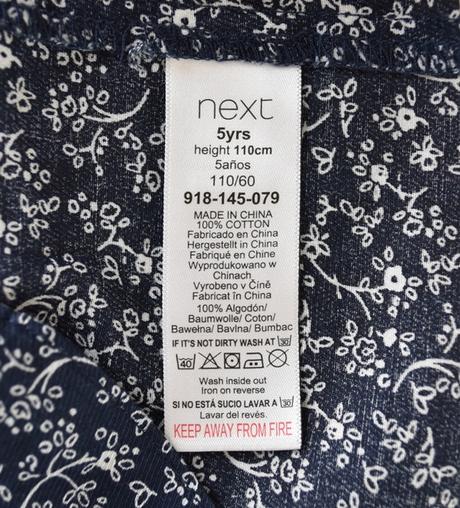 next
5yrs
height 110cm
5años
110/60
918-145-079
MADE IN CHINA
100% COTTON
Fabricado en China
Hergestellt in China
Fabriqué en Chine
Wyprodukowano w
Chinach
Vyrobeno v Číně
Fabricat în China
100% Algodón/
Baumwolle/ Coton/
Bawełna/ Bavlna/ Bumbac
IF IT'S NOT DIRTY WASH AT 30
40
Wash inside out
Iron on reverse
SI NO ESTÁ SUCIO LAVAR A 30
Lavar del revés.
KEEP AWAY FROM FIRE